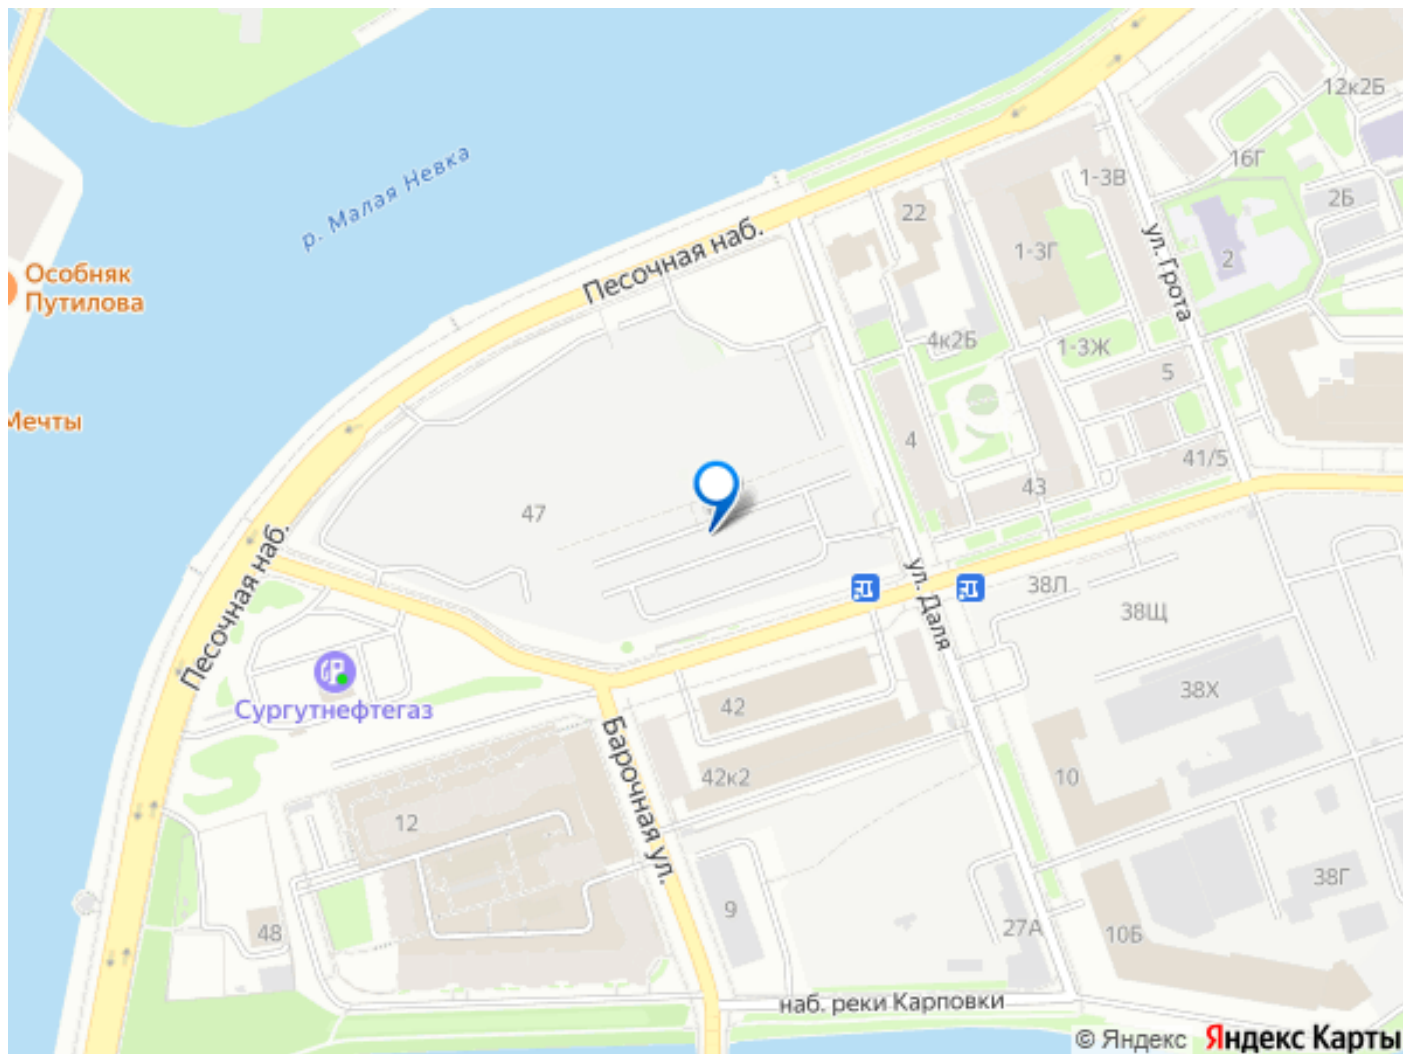 12к2Б
16Г
1-3В
2Б
р. Малая Невка
22
ул. Грота
Песочная наб.
1-3Г
2
Особняк
Путилова
4к2Б
1-3Ж
5
Мечты
4
41/5
43
47
Песочная наб.
ул. Даля
38Л
38Щ
Сургутнефтегаз
42
38Х
Барочная ул.
42к2
10
12
38Г
9
48
27А
10Б
наб. реки Карповки
© Яндекс Яндекс Карты